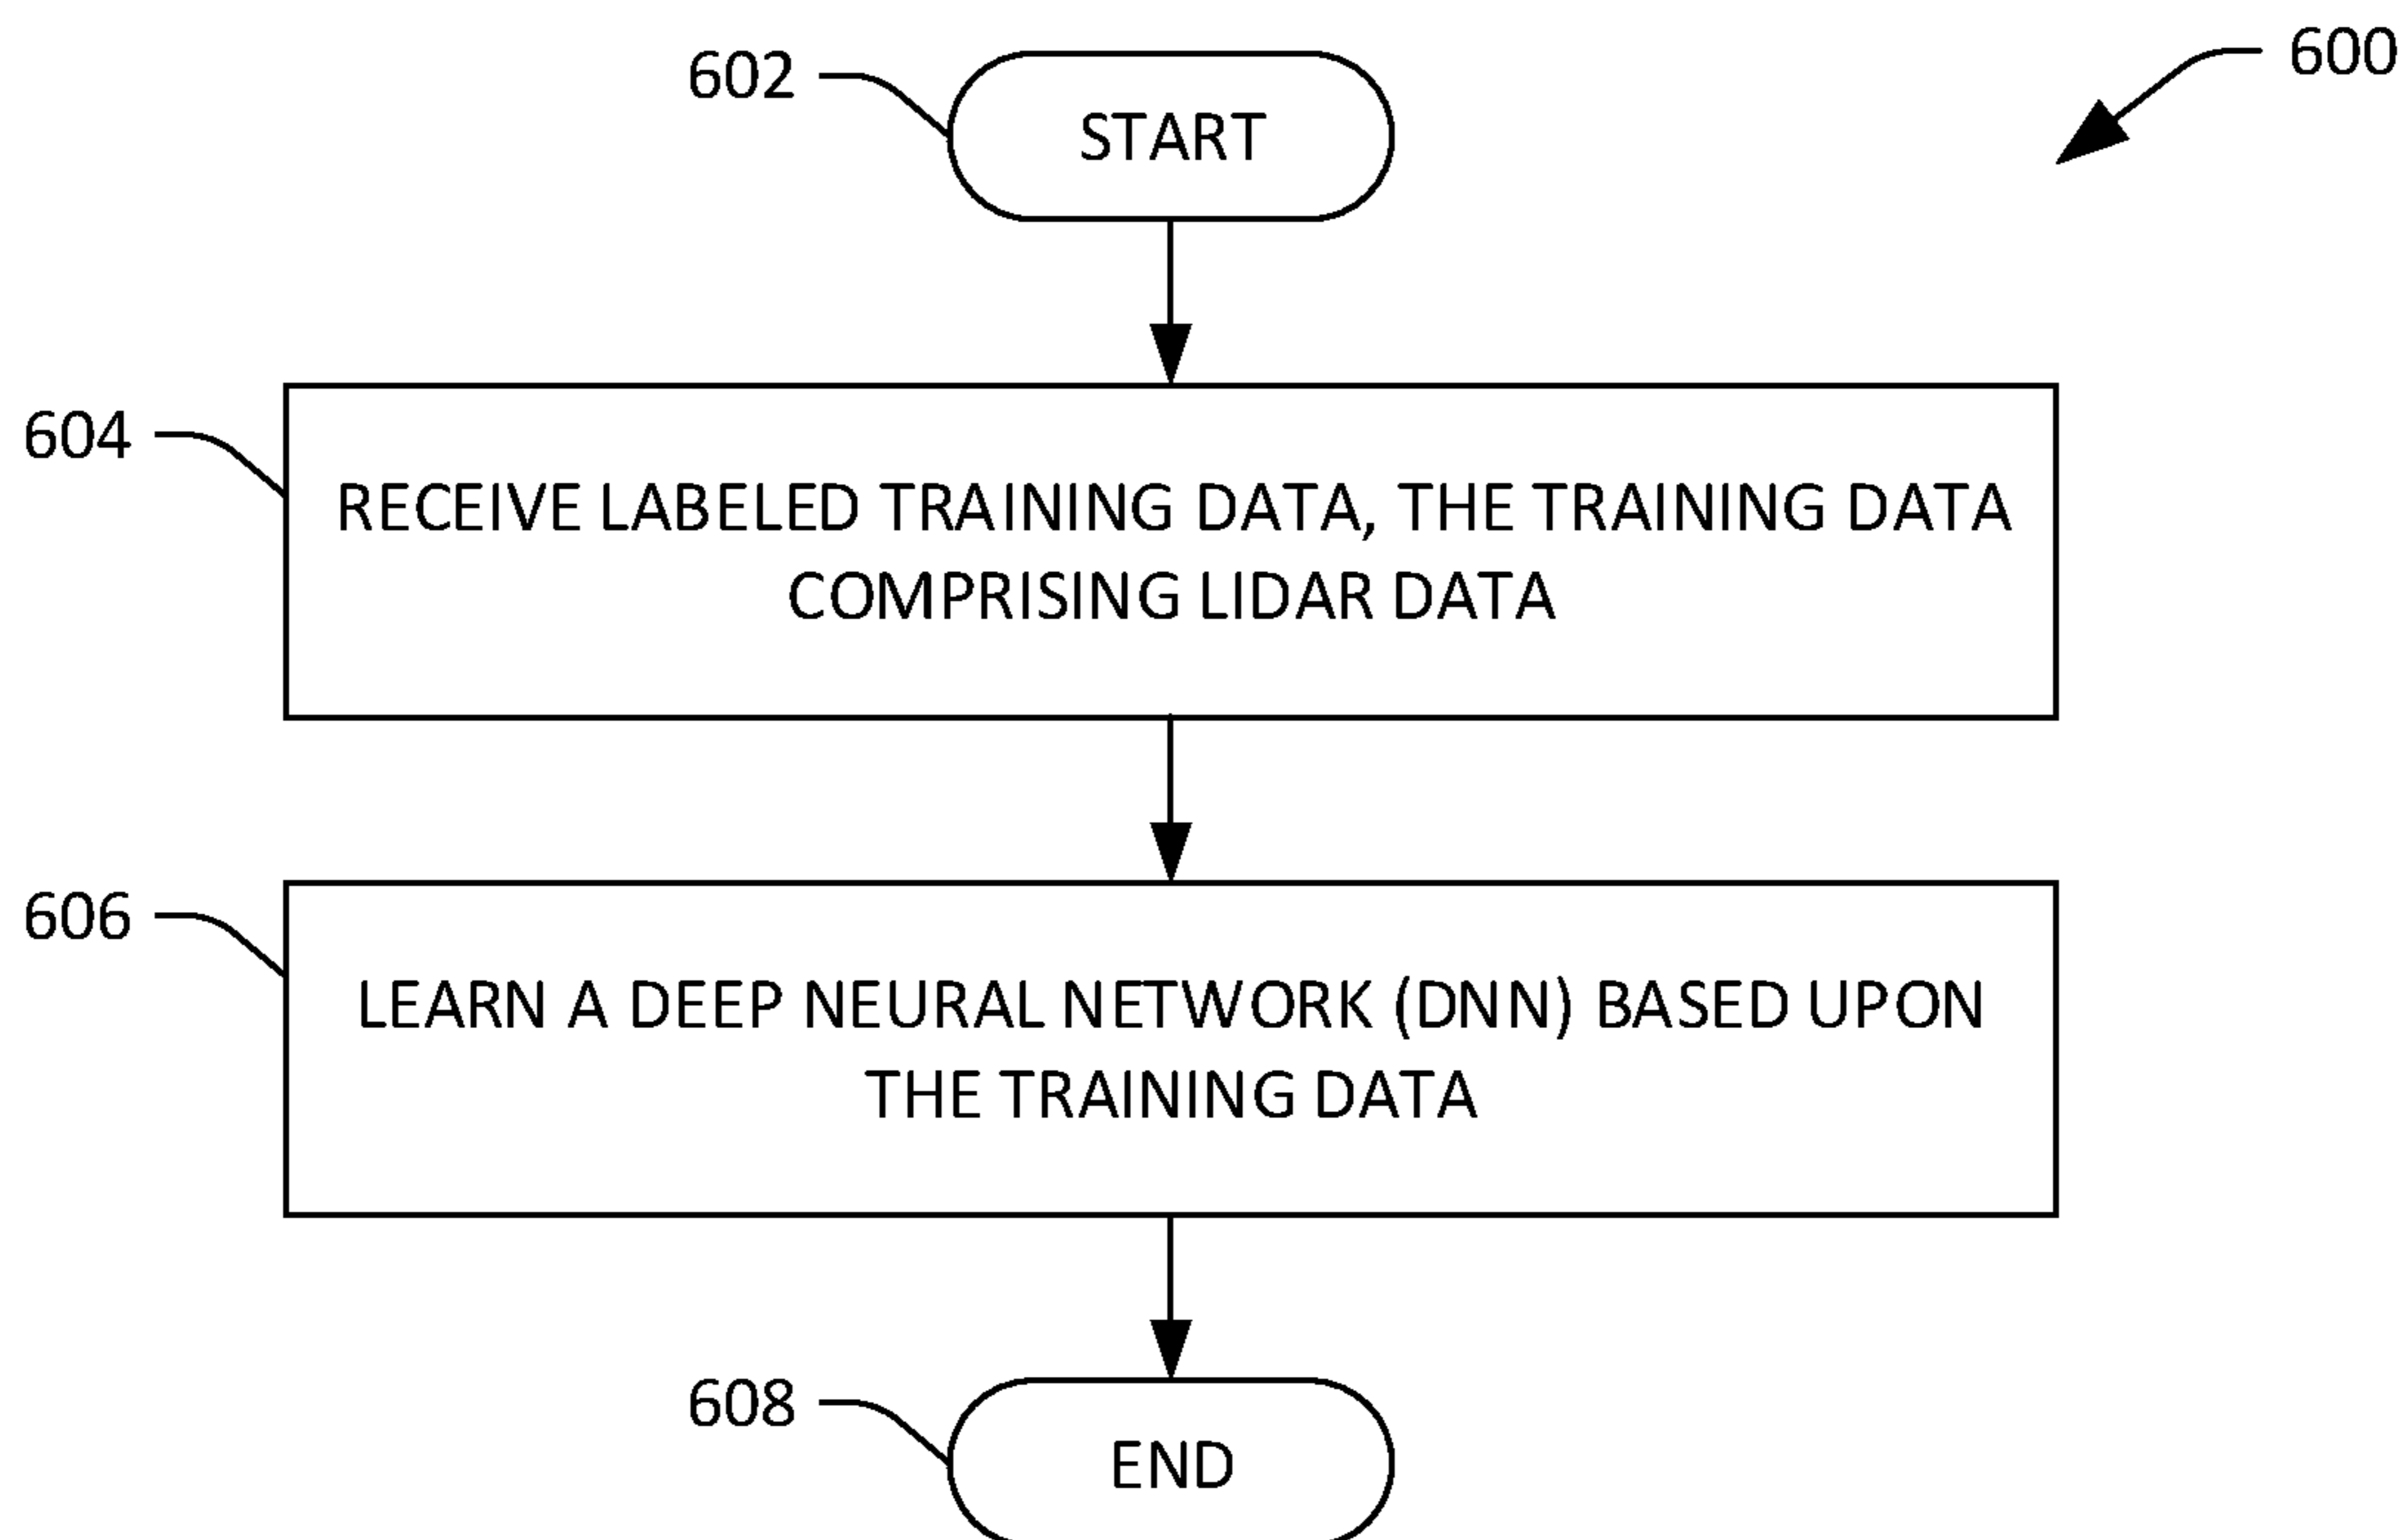 600
602
START
604
RECEIVE LABELED TRAINING DATA, THE TRAINING DATA
COMPRISING LIDAR DATA
606
LEARN A DEEP NEURAL NETWORK (DNN) BASED UPON
THE TRAINING DATA
608
END